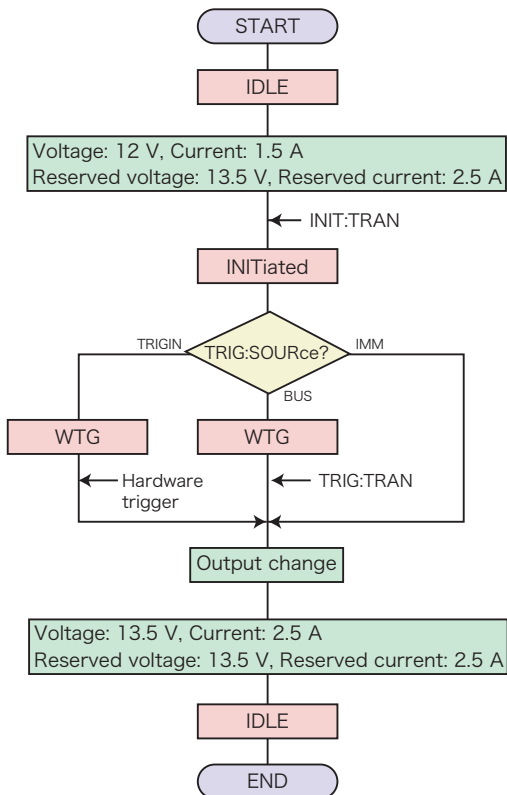 START
IDLE
Voltage: 12 V, Current: 1.5 A
Reserved voltage: 13.5 V, Reserved current: 2.5 A
INIT:TRAN
INITiated
TRIGIN
TRIG:SOURce?
IMM
BUS
WTG
WTG
Hardware
trigger
TRIG:TRAN
Output change
Voltage: 13.5 V, Current: 2.5 A
Reserved voltage: 13.5 V, Reserved current: 2.5 A
IDLE
END